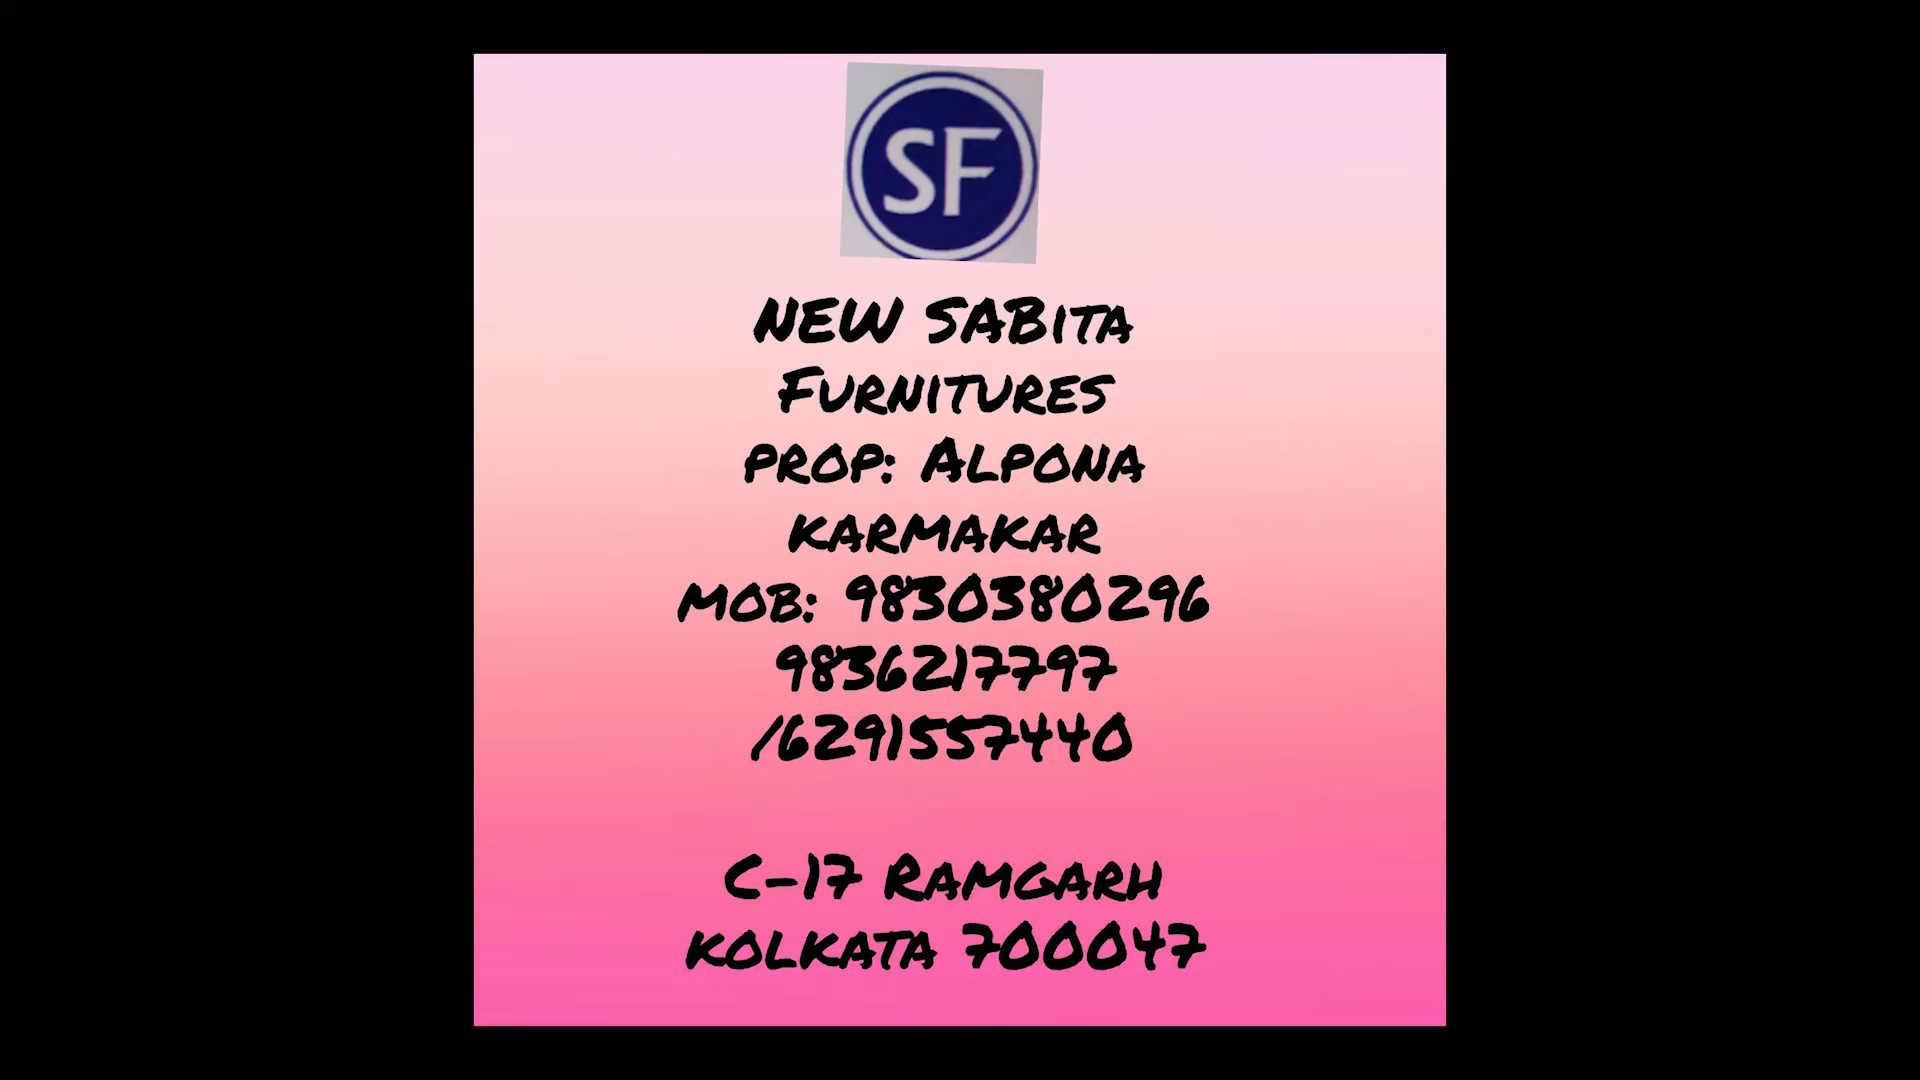 SF
NEW SABITA
FURNITURES
PROP: ALPONA
KARMAKAR
MOB: 9830380296
9836217797
/6291557440
C-17 RAMGARH
KOLKATA 700047